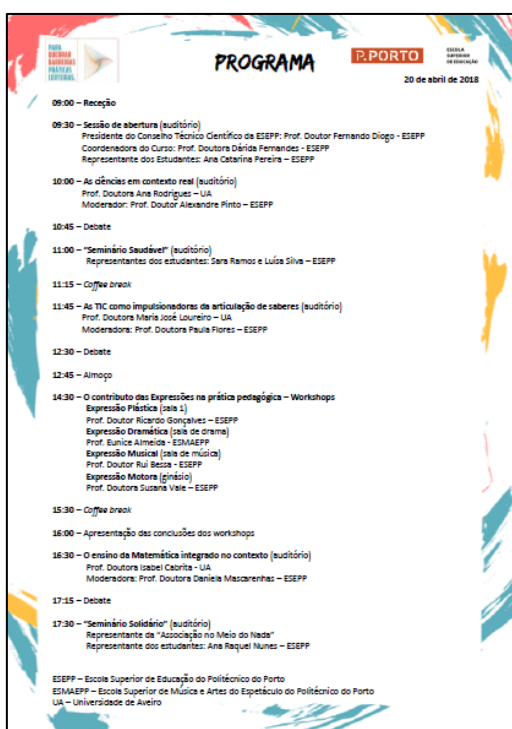 PARA
QUEBRAR
BARREIRAS
PRÁTICAS
PROGRAMA
P.PORTO
ESCOLA
SUPERIOR
DE EDUCAÇÃO
20 de abril de 2018
09:00 – Receção
09:30 – Sessão de abertura (auditório)
Presidente do Conselho Técnico Científico da ESEPP: Prof. Doutor Fernando Diogo - ESEPP
Coordenadora do Curso: Prof. Doutora Dárida Fernandes - ESEPP
Representante dos Estudantes: Ana Catarina Pereira – ESEPP
10:00 – As ciências em contexto real (auditório)
Prof. Doutora Ana Rodrigues – UA
Moderador: Prof. Doutor Alexandre Pinto – ESEPP
10:45 – Debate
11:00 – “Seminário Saudável” (auditório)
Representantes dos estudantes: Sara Ramos e Luísa Silva – ESEPP
11:15 – Coffee break
11:45 – As TIC como impulsionadoras da articulação de saberes (auditório)
Prof. Doutora Maria José Loureiro – UA
Moderadora: Prof. Doutora Paula Flores – ESEPP
12:30 – Debate
12:45 – Almoço
14:30 – O contributo das Expressões na prática pedagógica – Workshops
Expressão Plástica (sala 1)
Prof. Doutor Ricardo Gonçalves – ESEPP
Expressão Dramática (sala de drama)
Prof. Eunice Almeida - ESMAEPP
Expressão Musical (sala de música)
Prof. Doutor Rui Bessa - ESEPP
Expressão Motora (ginásio)
Prof. Doutora Susana Vale – ESEPP
15:30 – Coffee break
16:00 – Apresentação das conclusões dos workshops
16:30 – O ensino da Matemática integrado no contexto (auditório)
Prof. Doutora Isabel Cabrita - UA
Moderadora: Prof. Doutora Daniela Mascarenhas – ESEPP
17:15 – Debate
17:30 – “Seminário Solidário” (auditório)
Representante da “Associação no Meio do Nada”
Representante dos estudantes: Ana Raquel Nunes – ESEPP
ESEPP – Escola Superior de Educação do Politécnico do Porto
ESMAEPP – Escola Superior de Música e Artes do Espetáculo do Politécnico do Porto
UA – Universidade de Aveiro